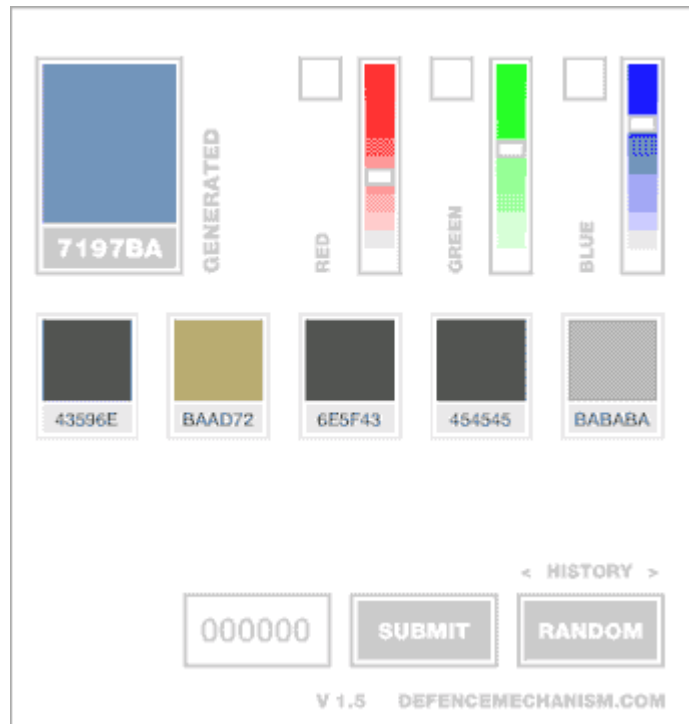 7197BA
GENERATED
RED
GREEN
BLUE
43596E
BAAD72
6E5F43
454545
BABABA
< HISTORY >
000000
SUBMIT
RANDOM
V 1.5 DEFENCEMECHANISM.COM